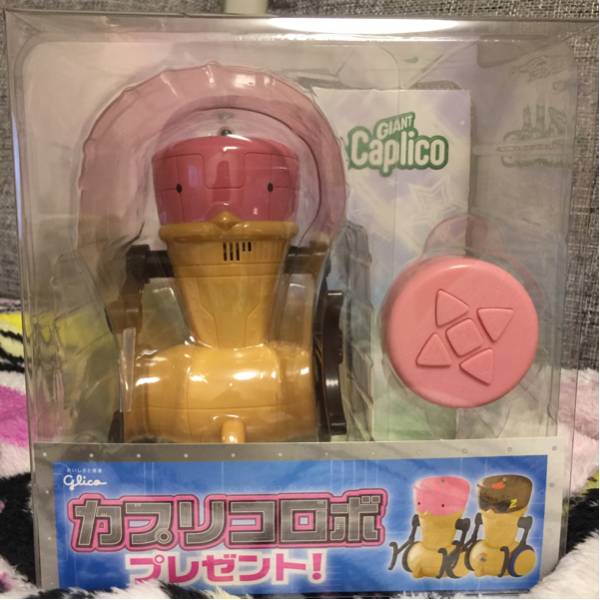 GIANT
Caplico
おいしさと健康
Glico
カプリコロボ
プレゼント!